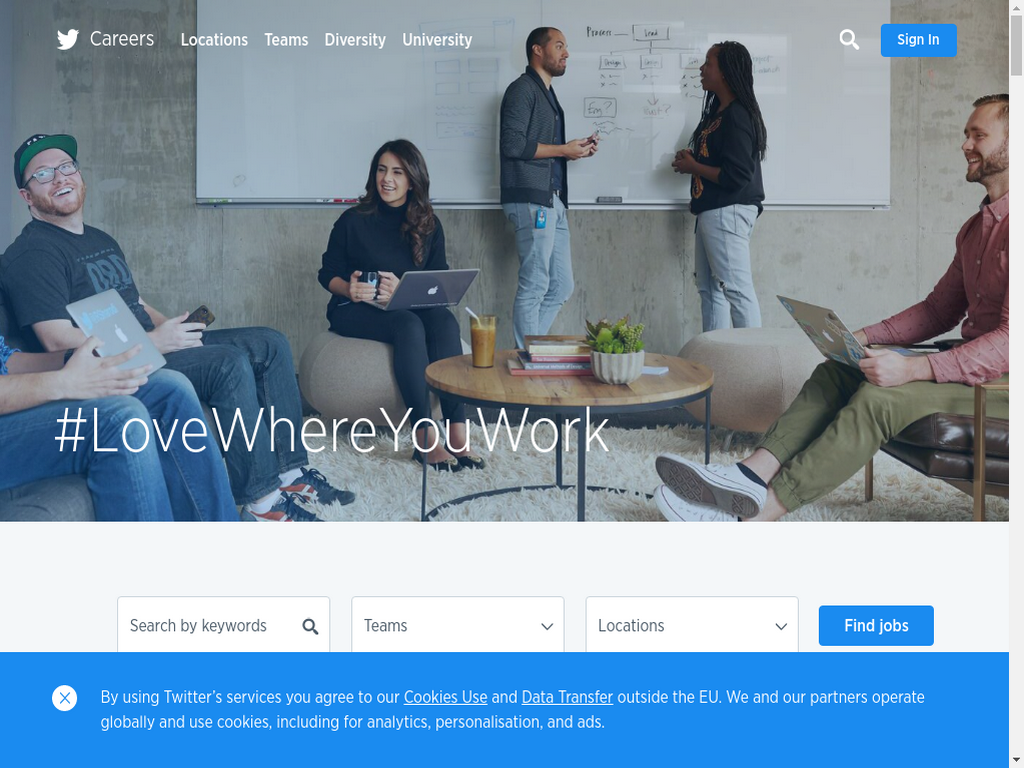 Careers Locations Teams Diversity University Sign In
Process Lead
#LoveWhereYouWork
Search by keywords Teams Locations Find jobs
By using Twitter's services you agree to our Cookies Use and Data Transfer outside the EU. We and our partners operate
globally and use cookies, including for analytics, personalisation, and ads.